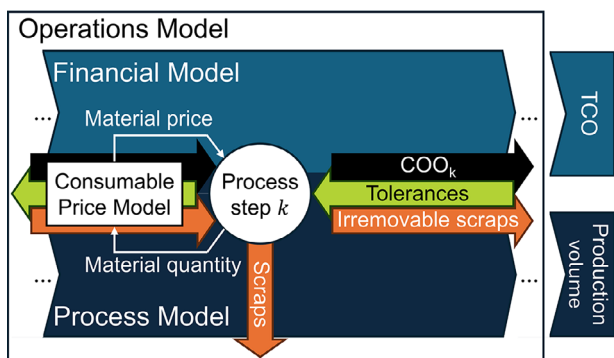 Operations Model
Financial Model
TCO
...
...
Material price
Consumable
Price Model
Process
step k
COOk
Tolerances
Irremovable scraps
Material quantity
Scraps
...
...
Production
volume
Process Model